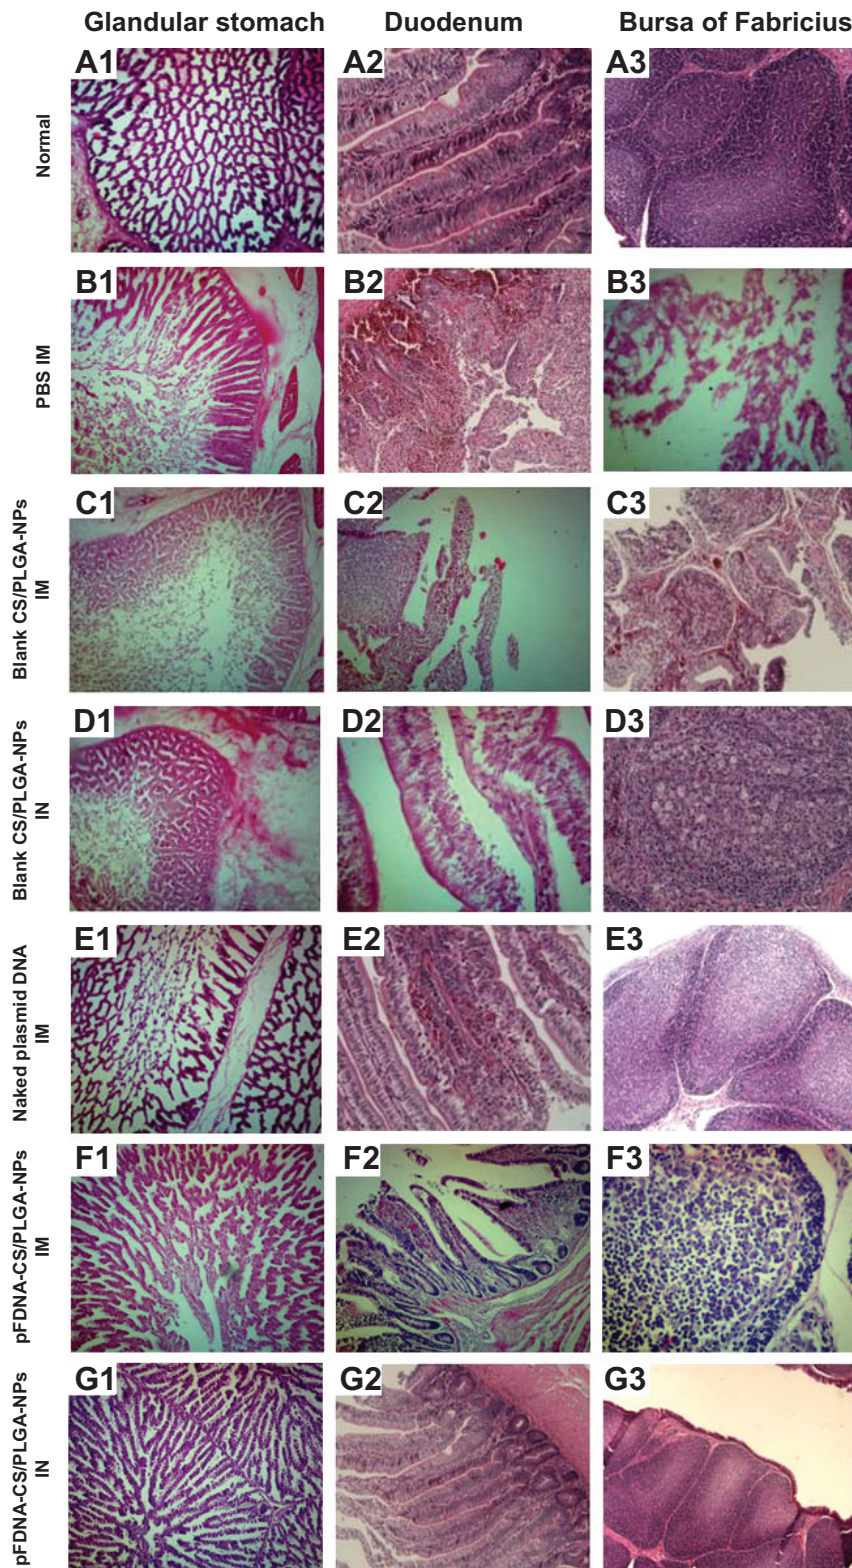 Glandular stomach Duodenum Bursa of Fabricius
Normal
A1 A2 A3
PBS IM
B1 B2 B3
Blank CS/PLGA-NPs
IM
C1 C2 C3
Blank CS/PLGA-NPs
IN
D1 D2 D3
Naked plasmid DNA
IM
E1 E2 E3
pFDNA-CS/PLGA-NPs
IM
F1 F2 F3
pFDNA-CS/PLGA-NPs
IN
G1 G2 G3